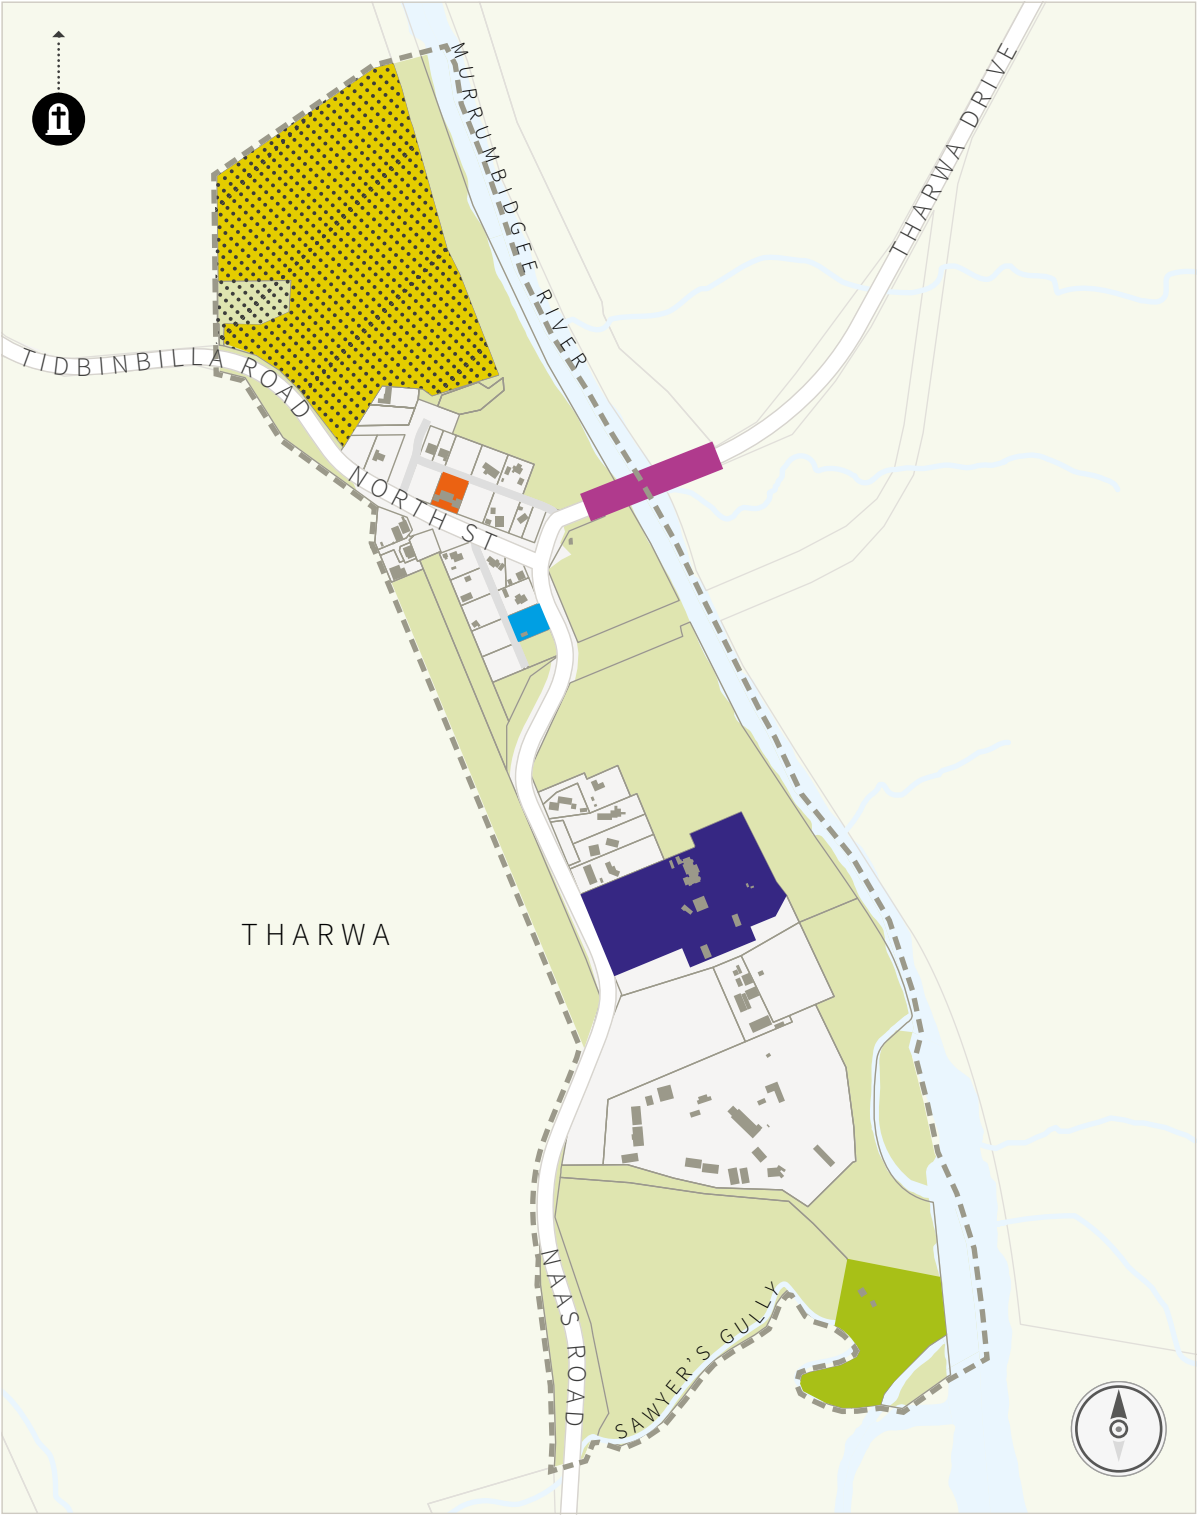 MURRUMBIDGEE RIVER
THARWA DRIVE
TIDBINBILLA ROAD
NORTH ST
THARWA
NAAS ROAD
SAWYER'S GULLY